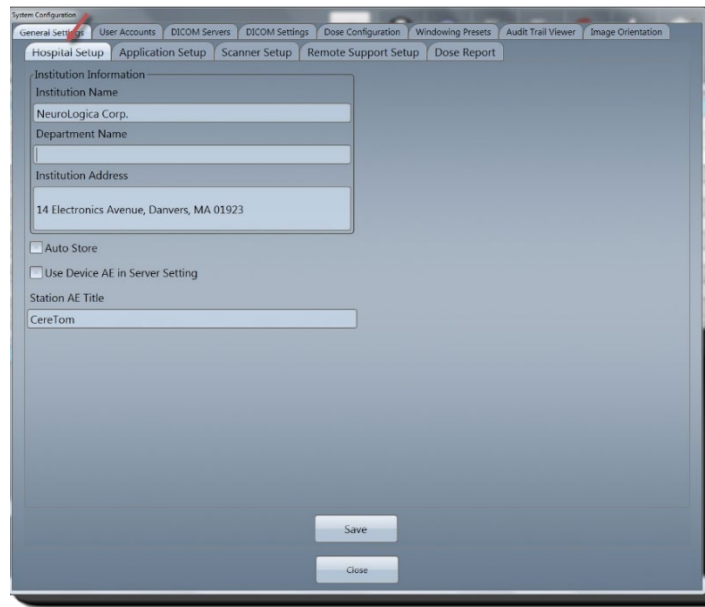 System Configuration
General Settings User Accounts DICOM Servers DICOM Settings Dose Configuration Windowing Presets Audit Trail Viewer Image Orientation
Hospital Setup Application Setup Scanner Setup Remote Support Setup Dose Report
Institution Information
Institution Name
NeuroLogica Corp.
Department Name
Institution Address
14 Electronics Avenue, Danvers, MA 01923
Auto Store
Use Device AE in Server Setting
Station AE Title
CereTom
Save
Close